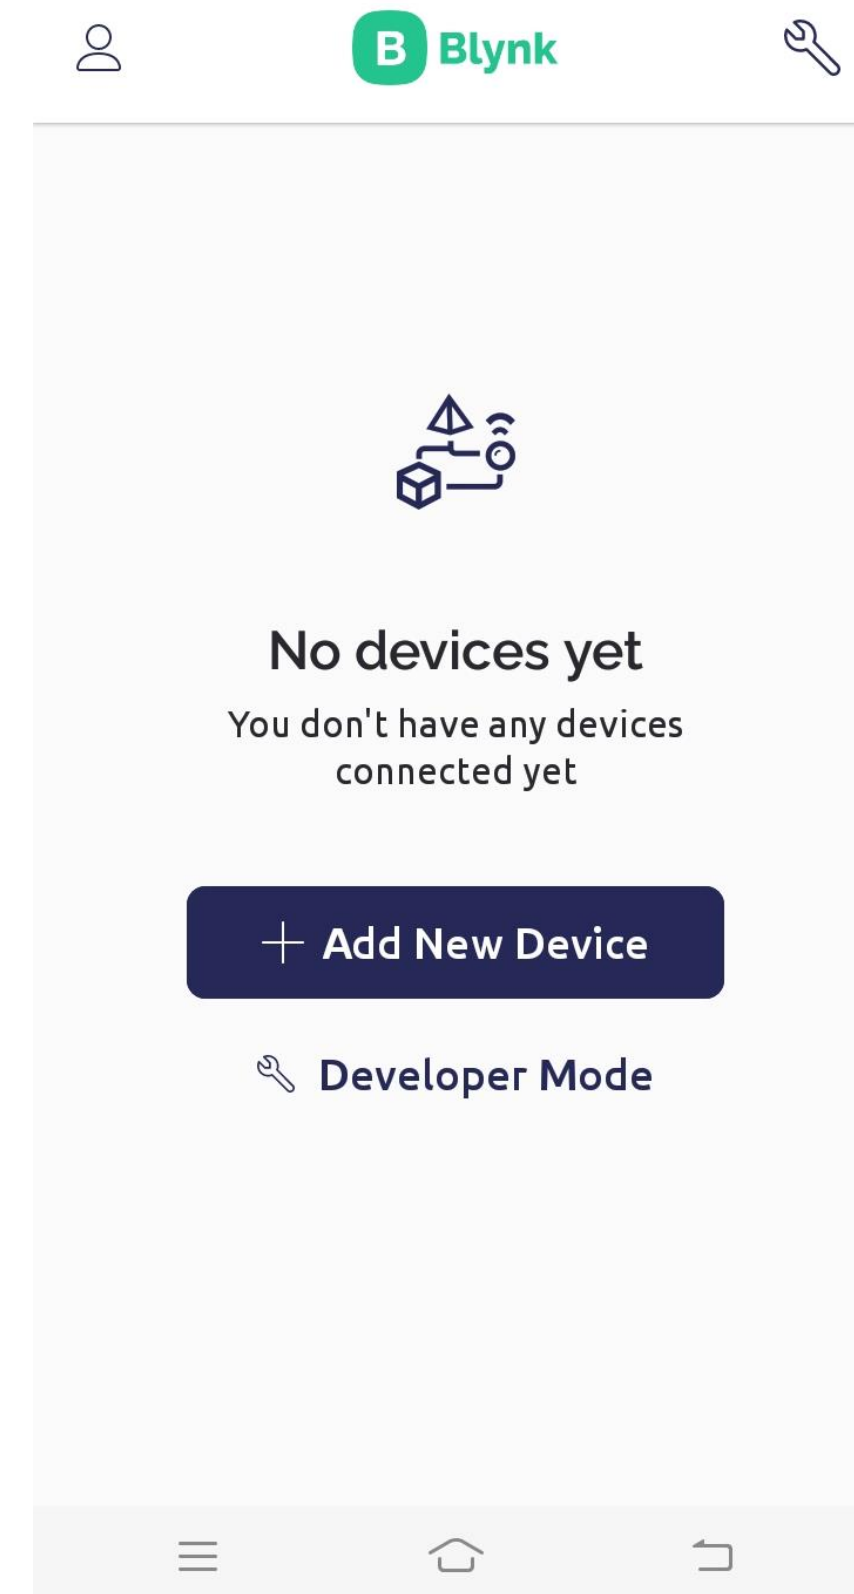 B Blynk
No devices yet
You don't have any devices
connected yet
Add New Device
Developer Mode